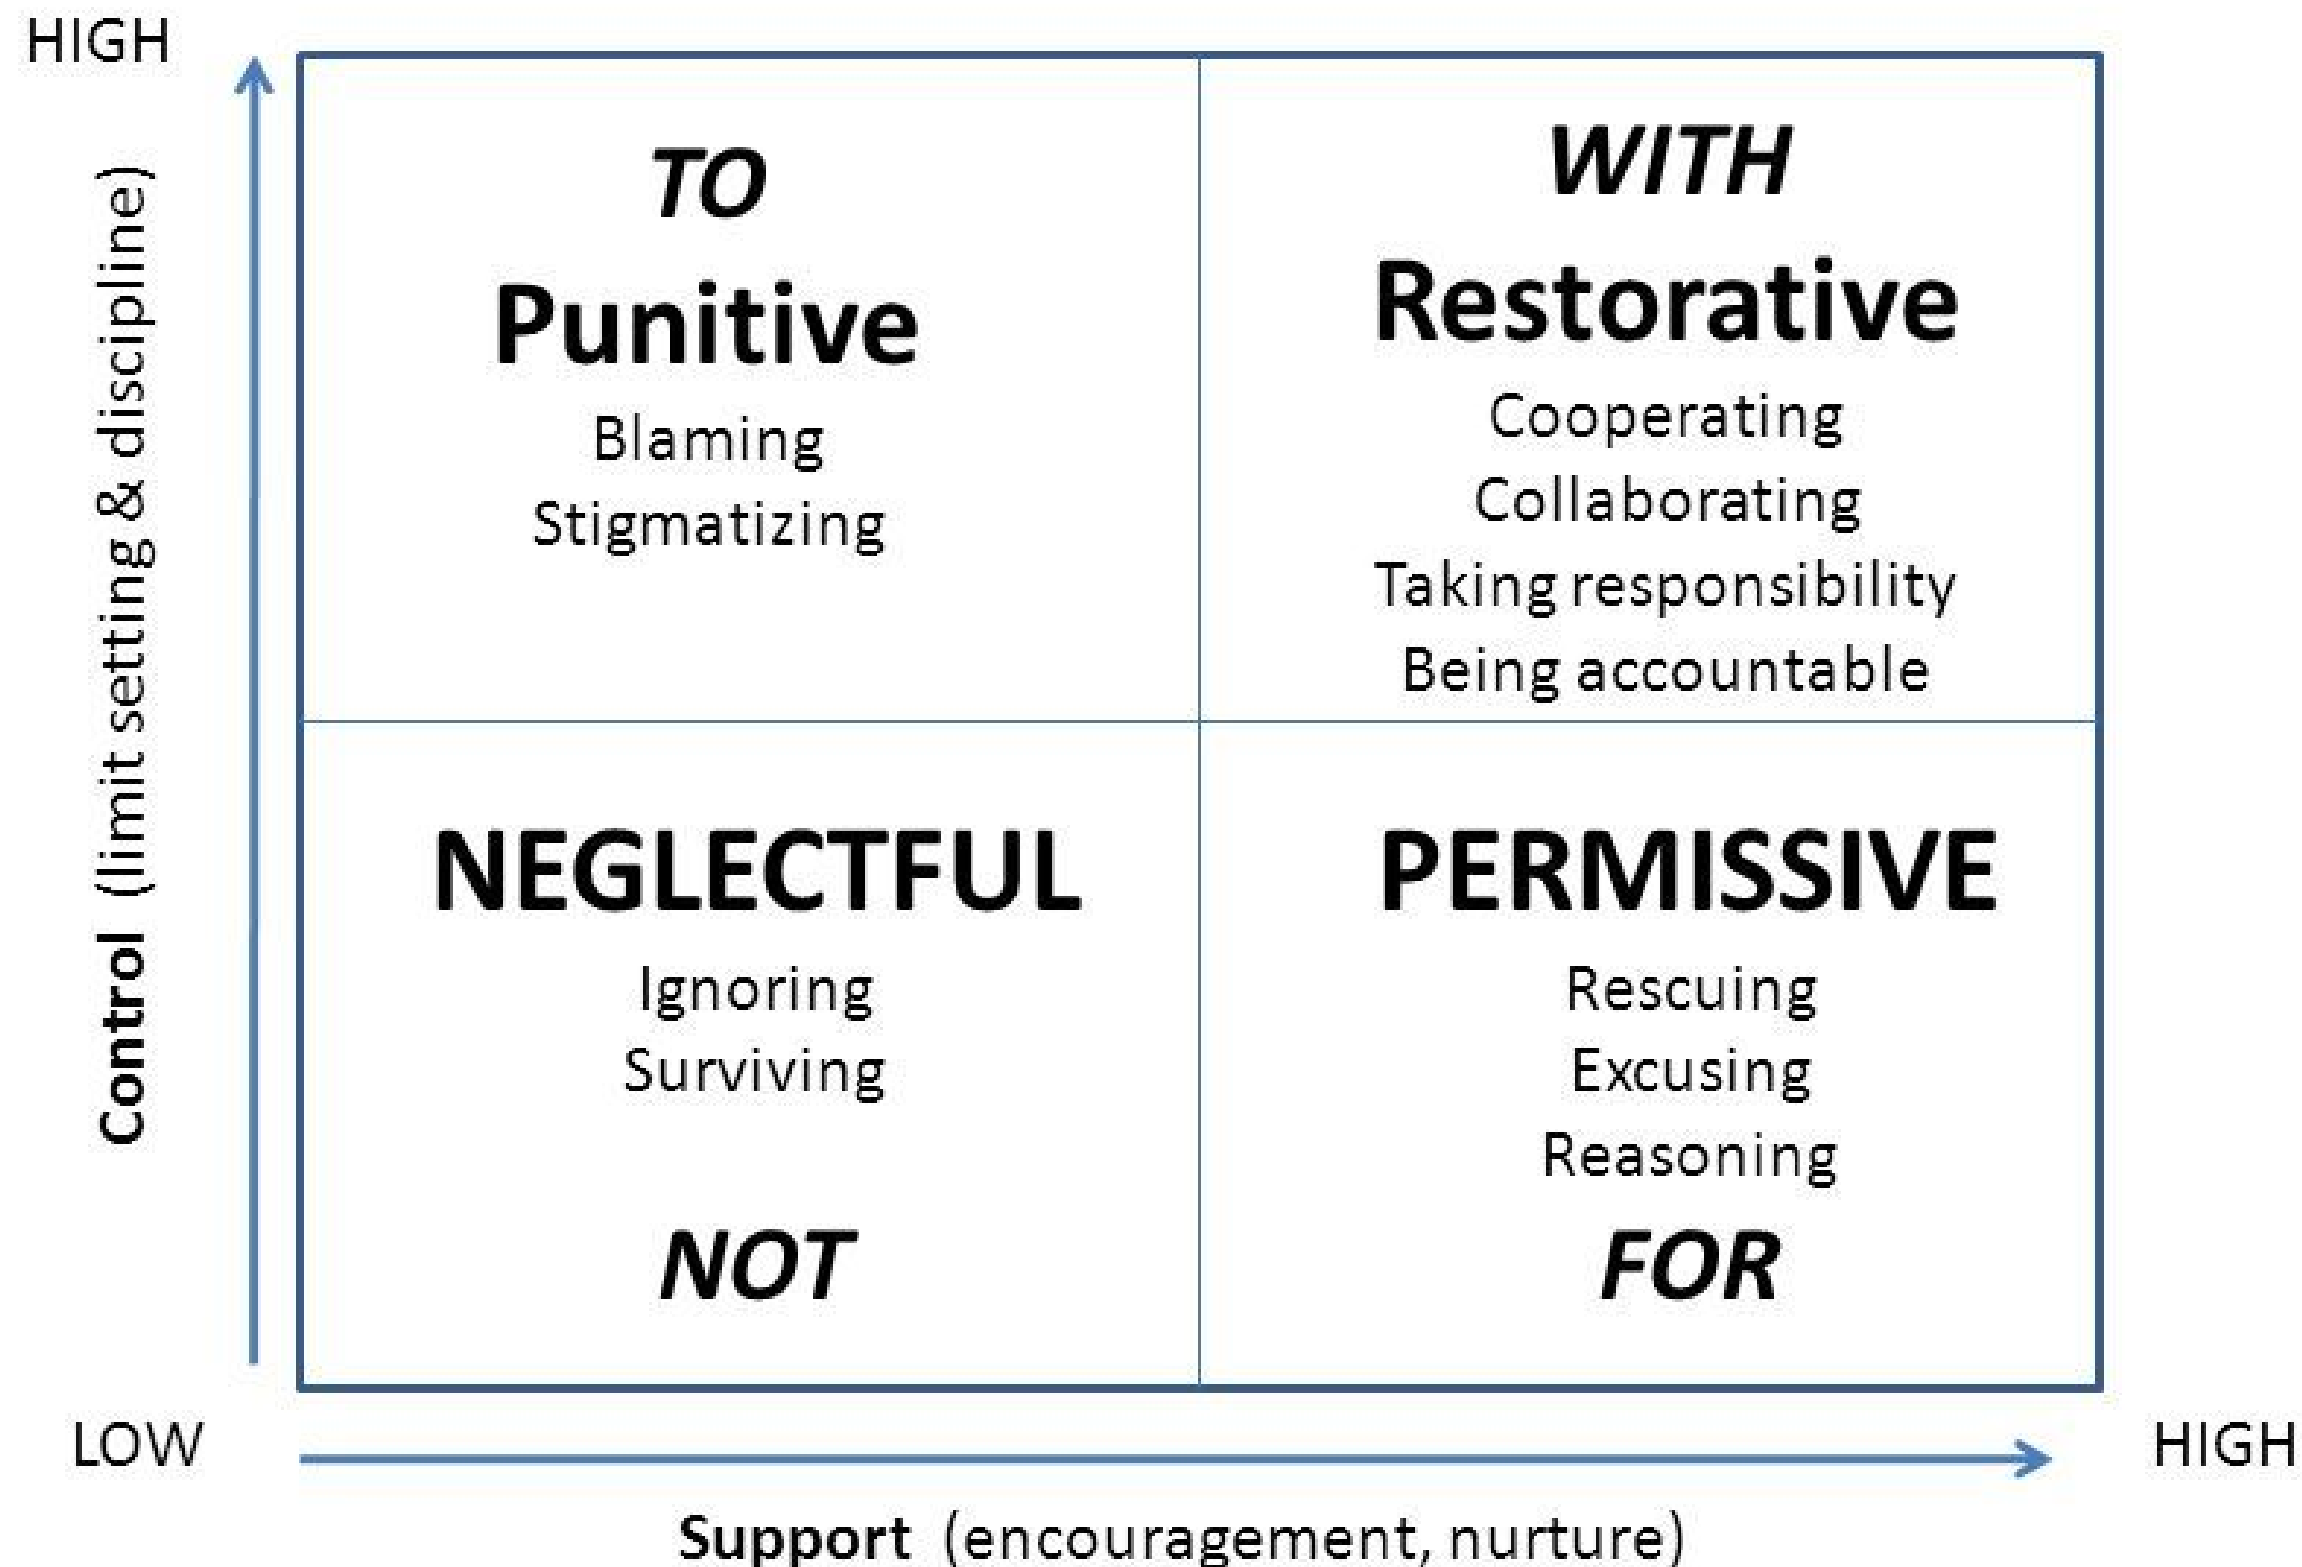 HIGH
Control (limit setting & discipline)
TO
Punitive
Blaming
Stigmatizing
WITH
Restorative
Cooperating
Collaborating
Taking responsibility
Being accountable
NEGLECTFUL
Ignoring
Surviving
NOT
PERMISSIVE
Rescuing
Excusing
Reasoning
FOR
LOW
HIGH
Support (encouragement, nurture)